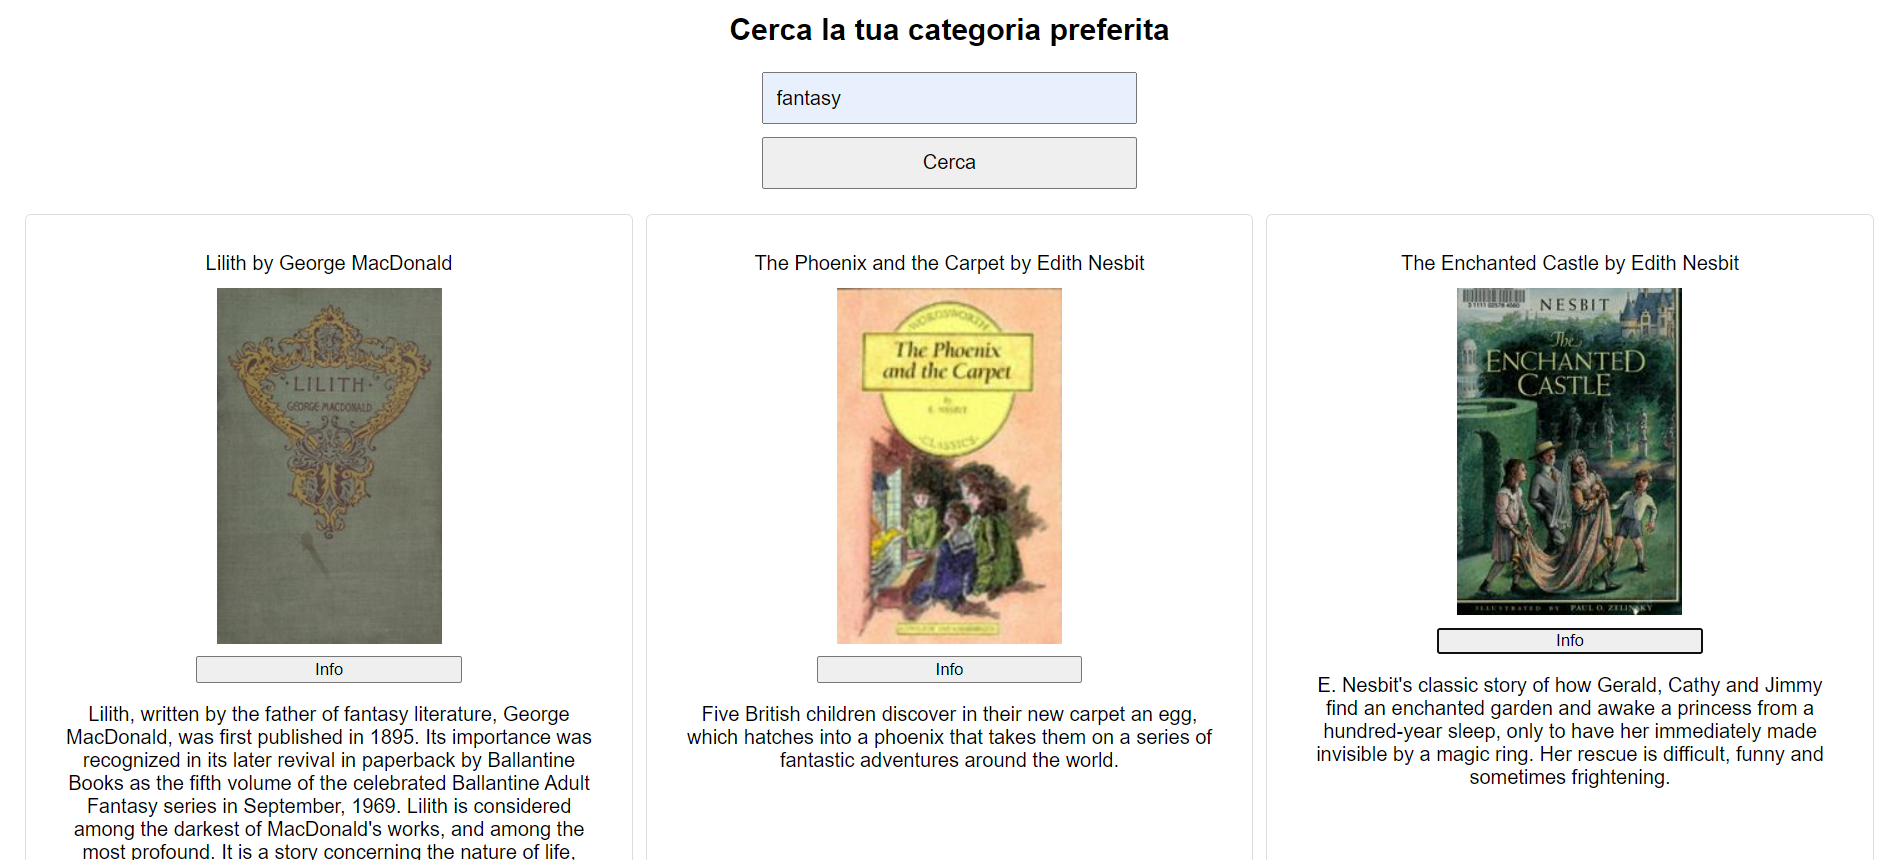 Cerca la tua categoria preferita
fantasy
Cerca
Lilith by George MacDonald
LILITH
GEORGE MACDONALD
Info
Lilith, written by the father of fantasy literature, George
MacDonald, was first published in 1895. Its importance was
recognized in its later revival in paperback by Ballantine
Books as the fifth volume of the celebrated Ballantine Adult
Fantasy series in September, 1969. Lilith is considered
among the darkest of MacDonald's works, and among the
most profound. It is a story concerning the nature of life,
The Phoenix and the Carpet by Edith Nesbit
WORDSWORTH
The Phoenix
and the Carpet
by
E. NESBIT
CLASSICS
Info
Five British children discover in their new carpet an egg,
which hatches into a phoenix that takes them on a series of
fantastic adventures around the world.
The Enchanted Castle by Edith Nesbit
NESBIT
The
ENCHANTED
CASTLE
ILLUSTRATED BY PAUL O. ZELINSKY
Info
E. Nesbit's classic story of how Gerald, Cathy and Jimmy
find an enchanted garden and awake a princess from a
hundred-year sleep, only to have her immediately made
invisible by a magic ring. Her rescue is difficult, funny and
sometimes frightening.